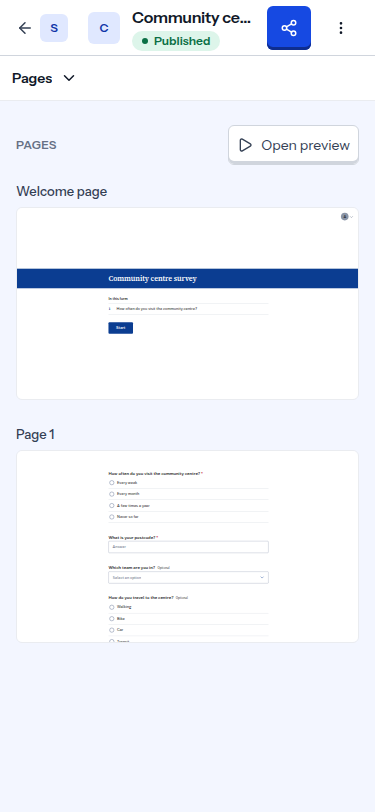 S
C
Community ce...
Published
Pages
PAGES
Open preview
Welcome page
Community centre survey
In this form
1 How often do you visit the community centre?
Start
Page 1
How often do you visit the community centre? *
Every week
Every month
A few times a year
Never so far
What is your postcode? *
Answer
Which team are you in? Optional
Select an option
How do you travel to the centre? Optional
Walking
Bike
Car